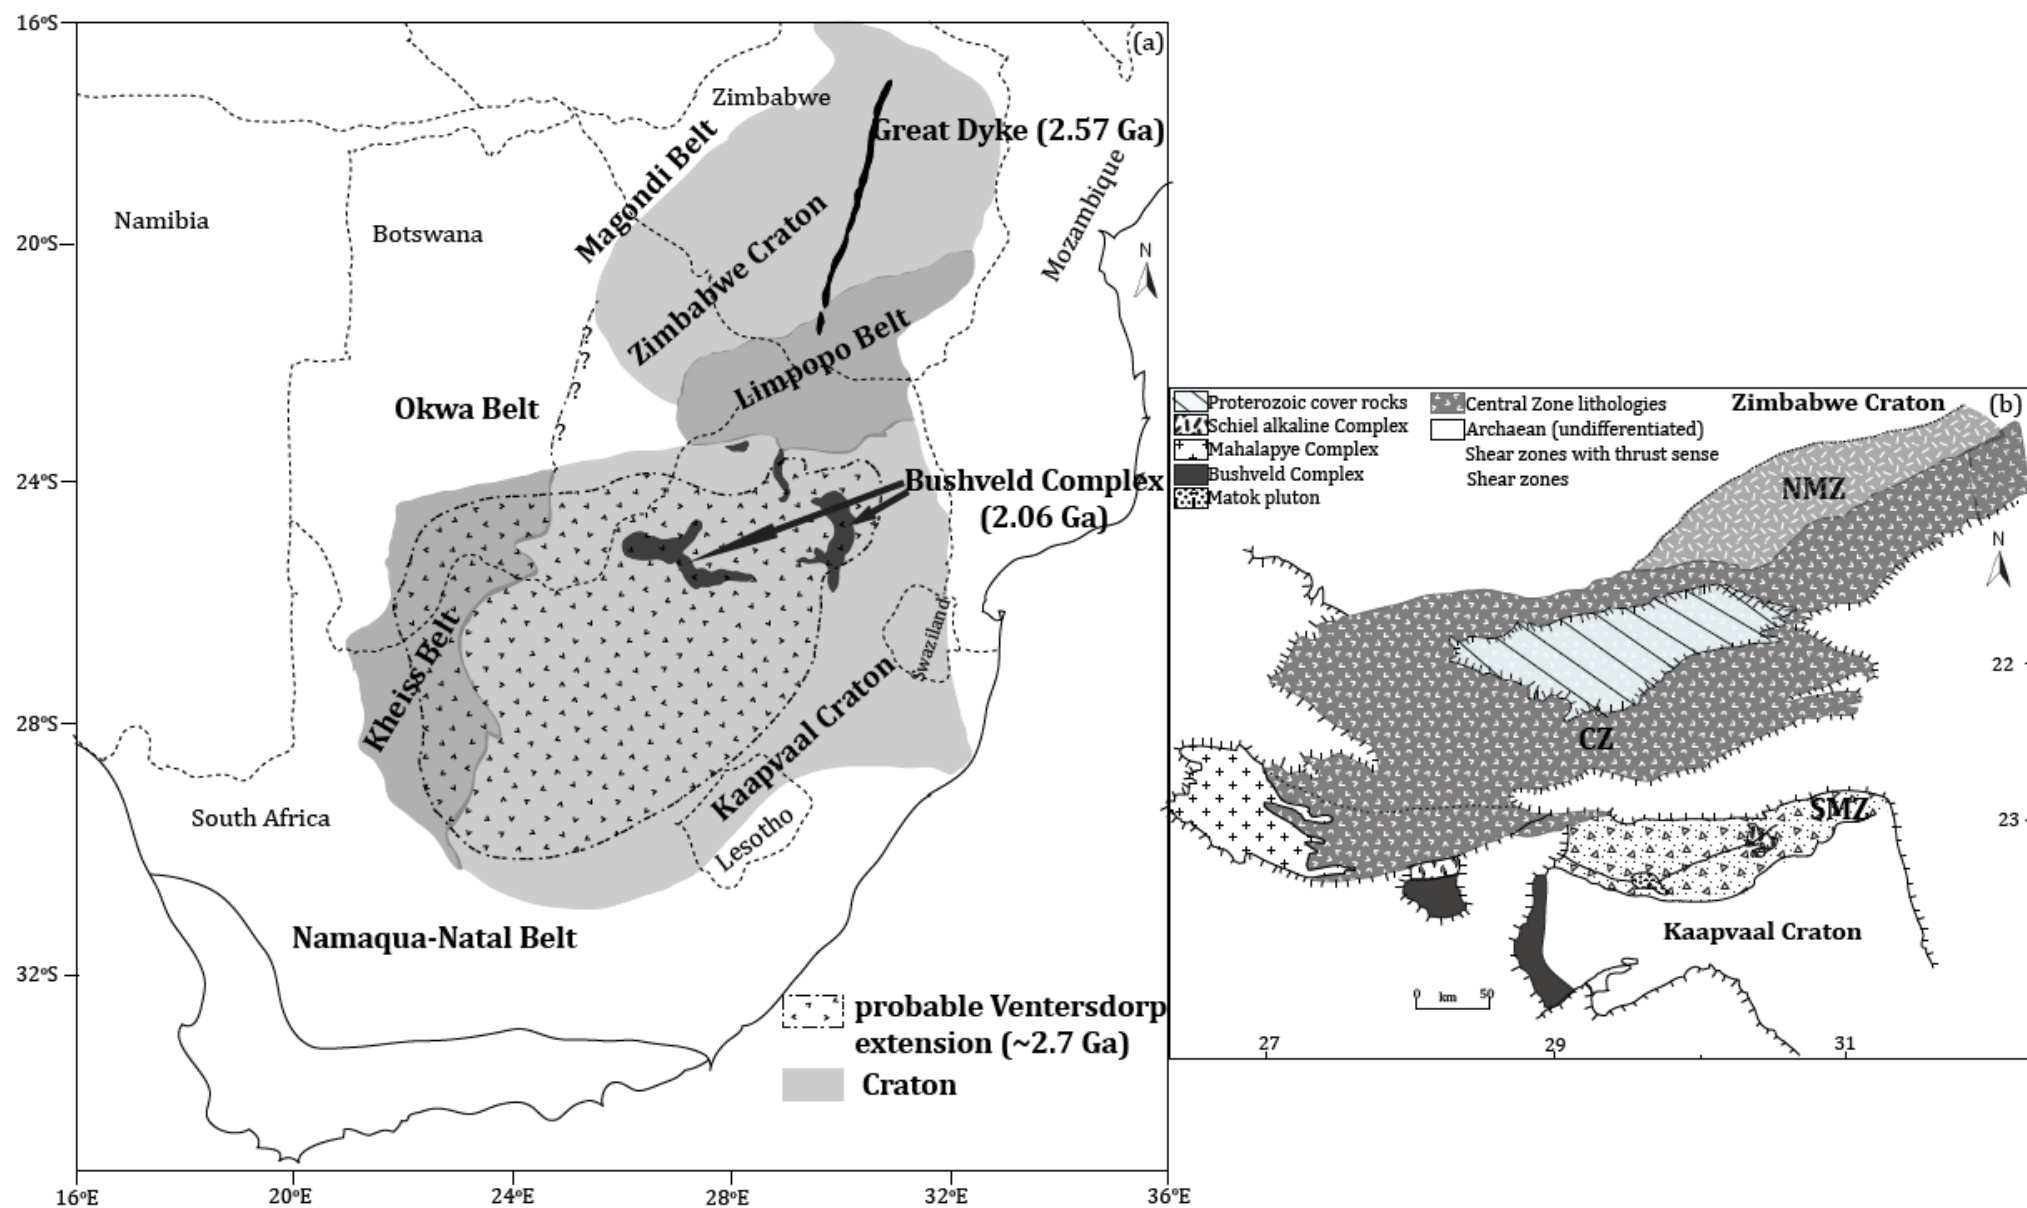 16°S
(a)
Zimbabwe
Great Dyke (2.57 Ga)
Magondi Belt
Mozambique
Namibia
Botswana
20°S
Zimbabwe Craton
N
Limpopo Belt
?
?
?
?
Okwa Belt
24°S
Bushveld Complex
(2.06 Ga)
Swaziland
Kheiss Belt
28°S
Kaapvaal Craton
South Africa
Lesotho
Namaqua-Natal Belt
32°S
probable Ventersdorp
extension (~2.7 Ga)
Craton
16°E
20°E
24°E
28°E
32°E
36°E
Proterozoic cover rocks
Schiel alkaline Complex
Mahalapye Complex
Bushveld Complex
Matok pluton
Central Zone lithologies
Archaean (undifferentiated)
Shear zones with thrust sense
Shear zones
Zimbabwe Craton
(b)
NMZ
N
22
CZ
SMZ
23
Kaapvaal Craton
0 km 50
27
29
31